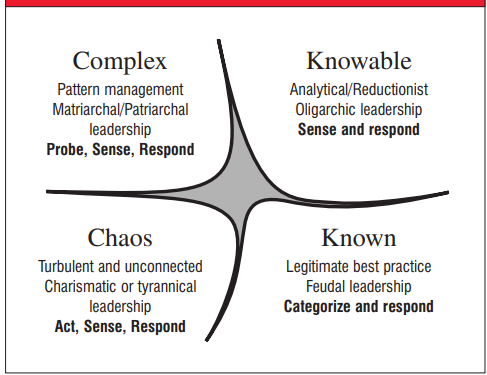 Complex
Pattern management
Matriarchal/Patriarchal
leadership
Probe, Sense, Respond
Knowable
Analytical/Reductionist
Oligarchic leadership
Sense and respond
Chaos
Turbulent and unconnected
Charismatic or tyrannical
leadership
Act, Sense, Respond
Known
Legitimate best practice
Feudal leadership
Categorize and respond